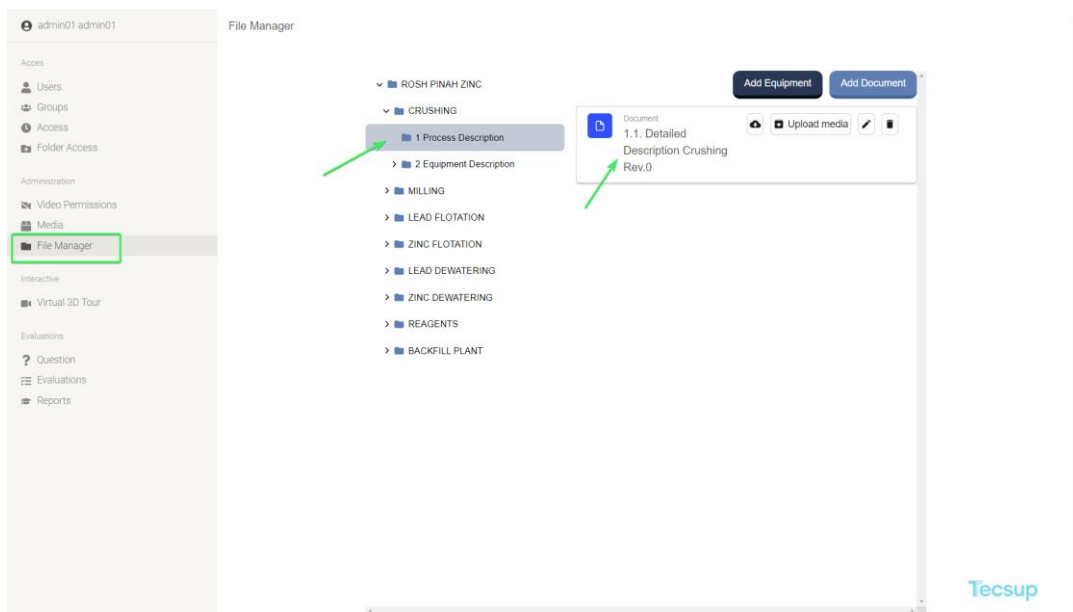 admin01 admin01
File Manager
Acces
Users
Groups
Access
Folder Access
Administration
Video Permissions
Media
File Manager
Interactive
Virtual 3D Tour
Evaluations
Question
Evaluations
Reports
ROSH PINAH ZINC
CRUSHING
1 Process Description
2 Equipment Description
MILLING
LEAD FLOTATION
ZINC FLOTATION
LEAD DEWATERING
ZINC DEWATERING
REAGENTS
BACKFILL PLANT
Add Equipment
Add Document
Document
1.1. Detailed
Description Crushing
Rev.0
Upload media
Tecsup